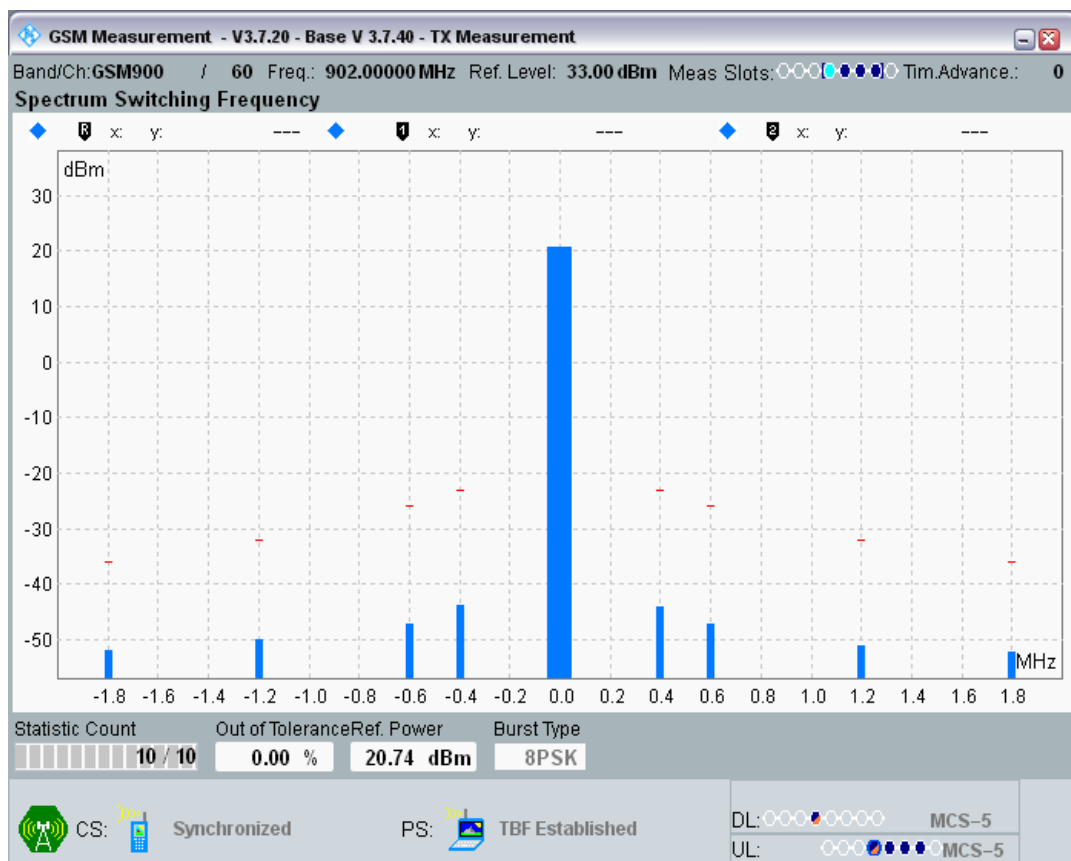 GSM Measurement - V3.7.20 - Base V 3.7.40 - TX Measurement
Band/Ch:GSM900 / 60 Freq.: 902.00000 MHz Ref. Level: 33.00 dBm Meas Slots: Tim.Advance.: 0
Spectrum Switching Frequency
R x: y: --- 1 x: y: --- 2 x: y: ---
dBm
30
20
10
0
-10
-20
-30
-40
-50
MHz
-1.8 -1.6 -1.4 -1.2 -1.0 -0.8 -0.6 -0.4 -0.2 0.0 0.2 0.4 0.6 0.8 1.0 1.2 1.4 1.6 1.8
Statistic Count Out of Tolerance Ref. Power Burst Type
10 / 10 0.00 % 20.74 dBm 8PSK
CS: Synchronized PS: TBF Established DL: MCS-5
UL: MCS-5